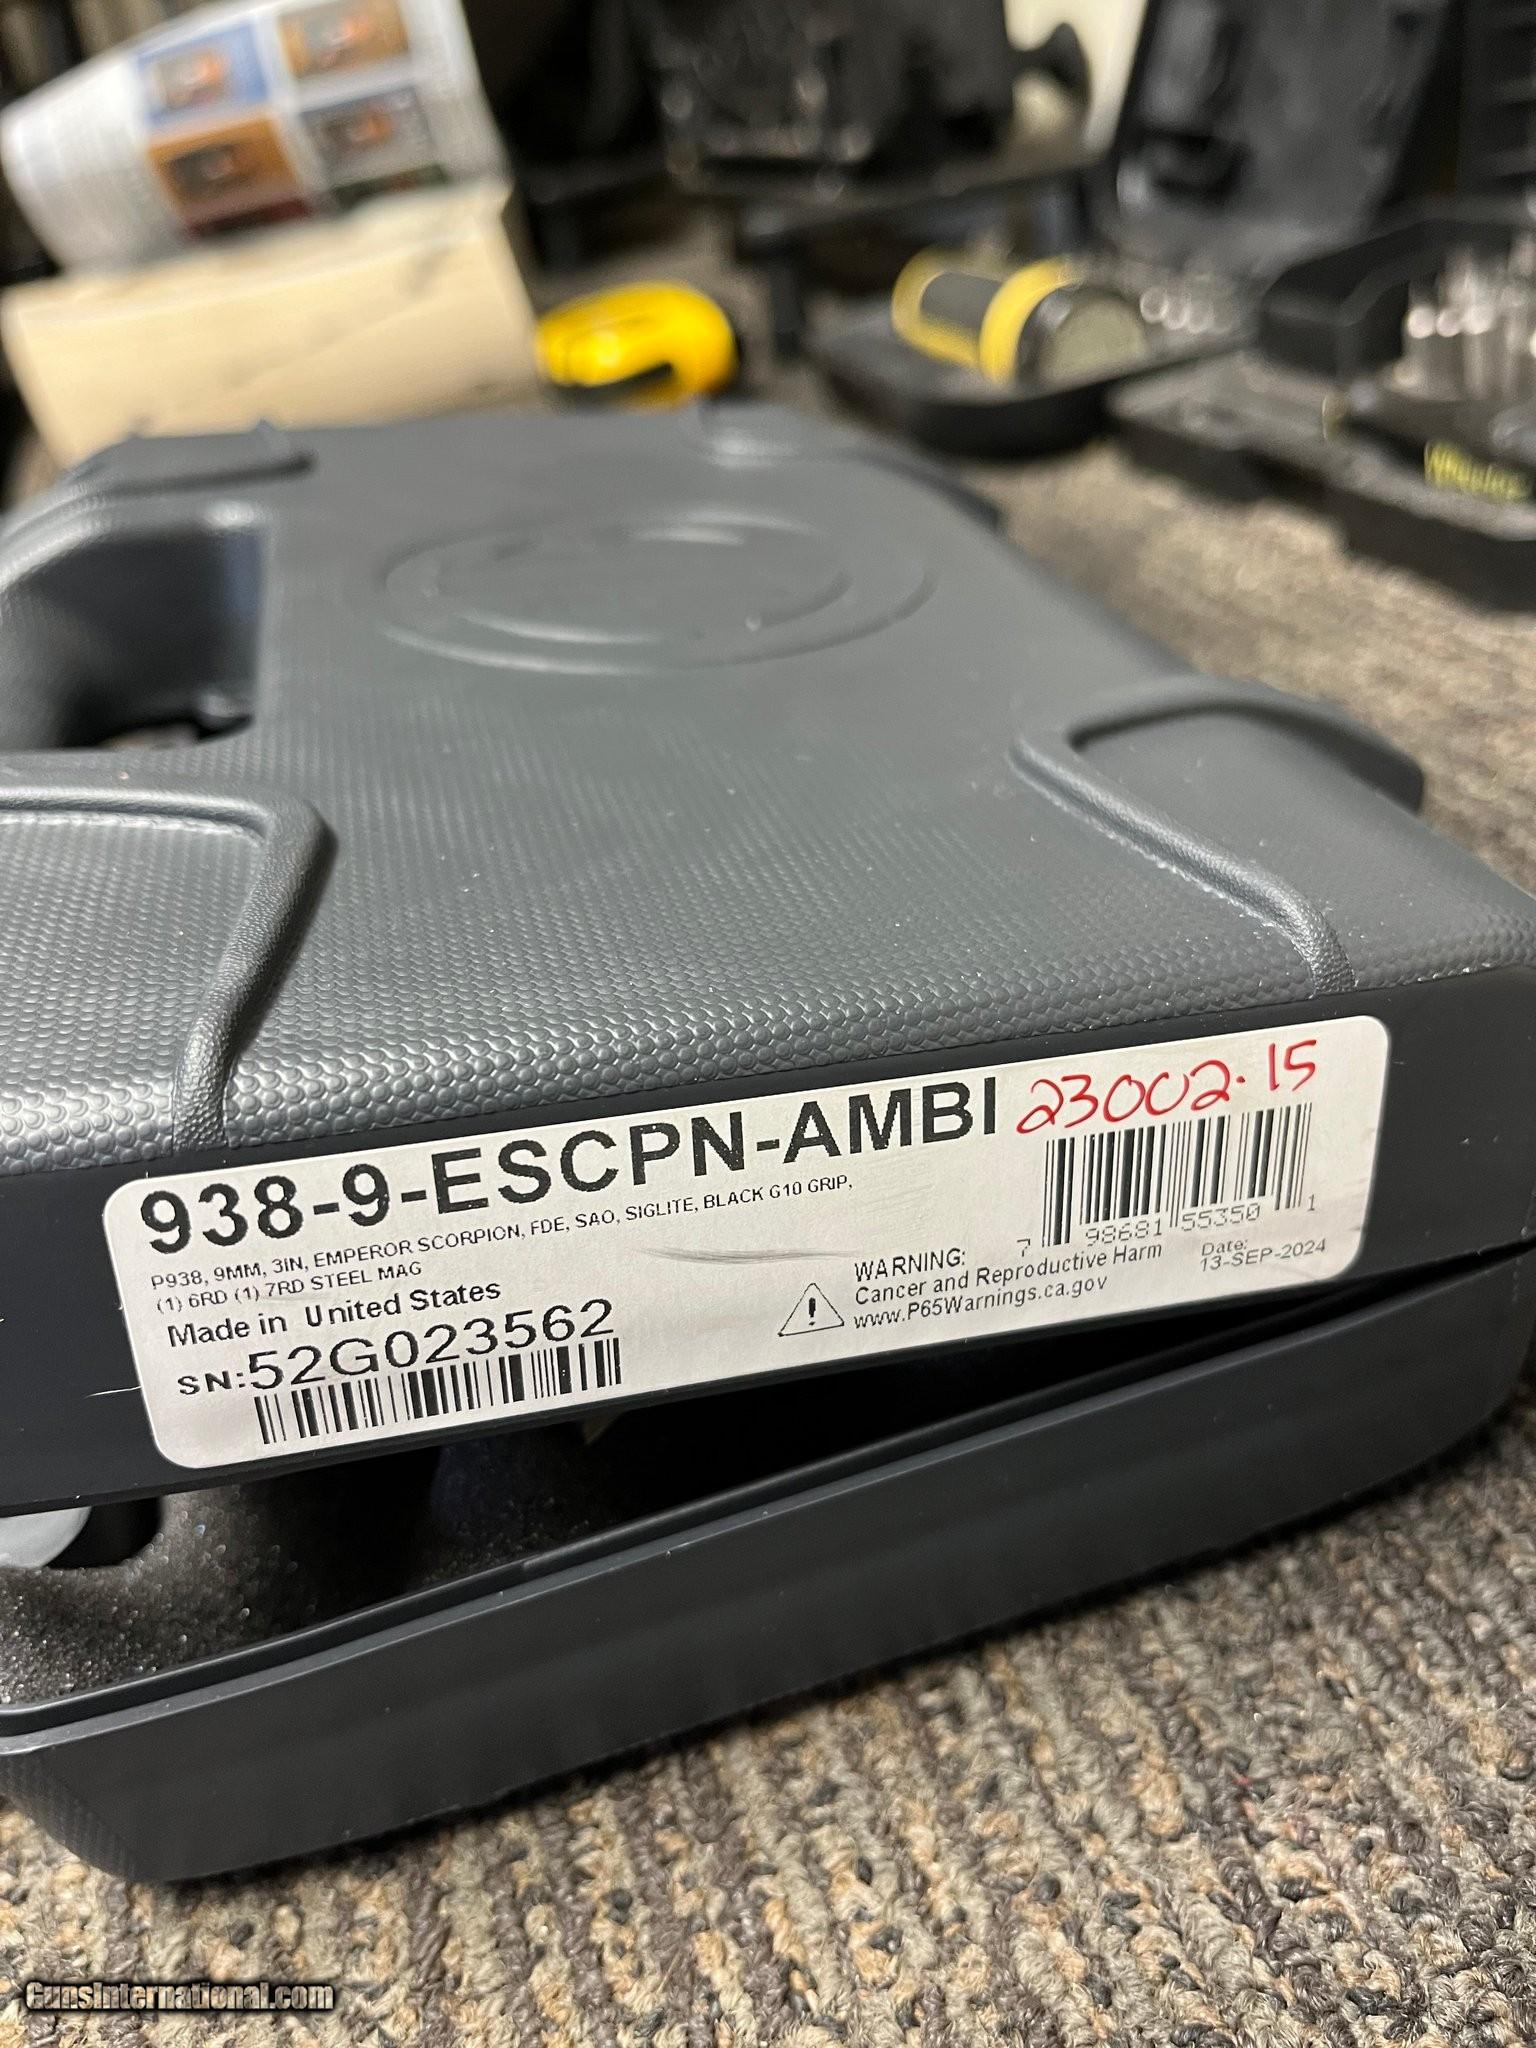 938-9-ESCPN-AMBI
23002.15
P938, 9MM, 3IN, EMPEROR SCORPION, FDE, SAO, SIGLITE, BLACK G10 GRIP,
(1) 6RD (1) 7RD STEEL MAG
Made in United States
SN:52G023562
7 98681 55350 1
WARNING:
Cancer and Reproductive Harm
www.P65Warnings.ca.gov
Date:
13-SEP-2024
GunsInternational.com